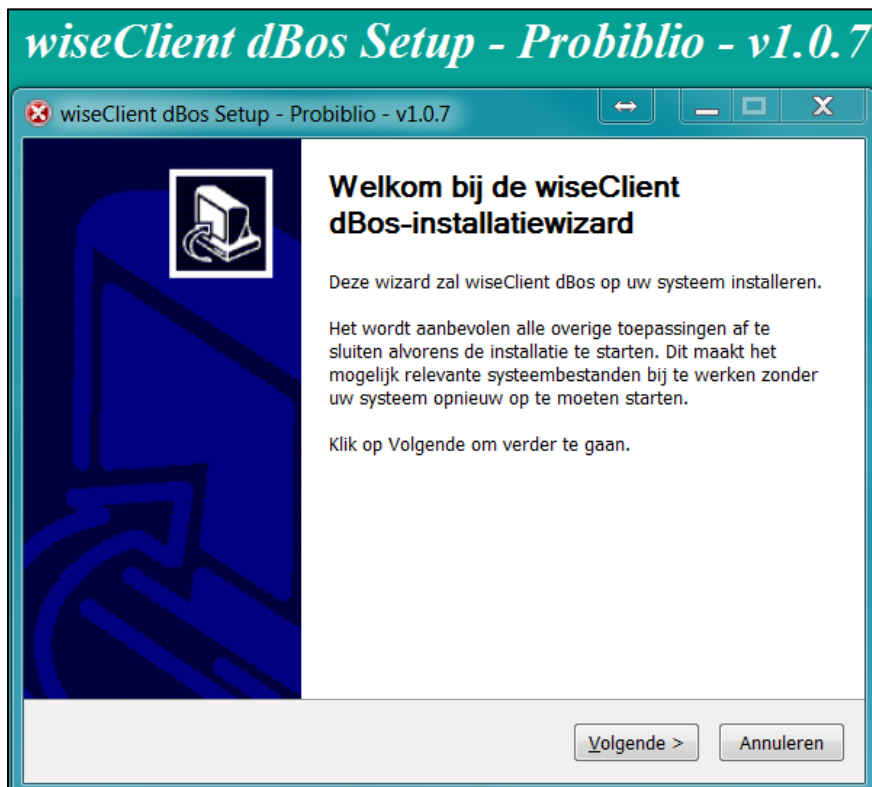 wiseClient dBos Setup - Probiblio - v1.0.7
wiseClient dBos Setup - Probiblio - v1.0.7
Welkom bij de wiseClient
dBos-installatiewizard
Deze wizard zal wiseClient dBos op uw systeem installeren.
Het wordt aanbevolen alle overige toepassingen af te
sluiten alvorens de installatie te starten. Dit maakt het
mogelijk relevante systeembestanden bij te werken zonder
uw systeem opnieuw op te moeten starten.
Klik op Volgende om verder te gaan.
Volgende >
Annuleren